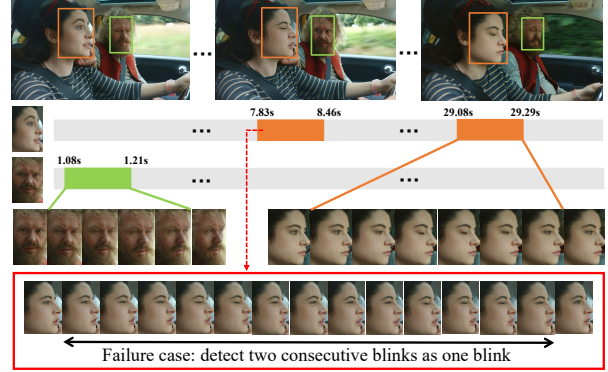 ... ...
7.83s 8.46s 29.08s 29.29s
... ...
1.08s 1.21s
... ...
Failure case: detect two consecutive blinks as one blink